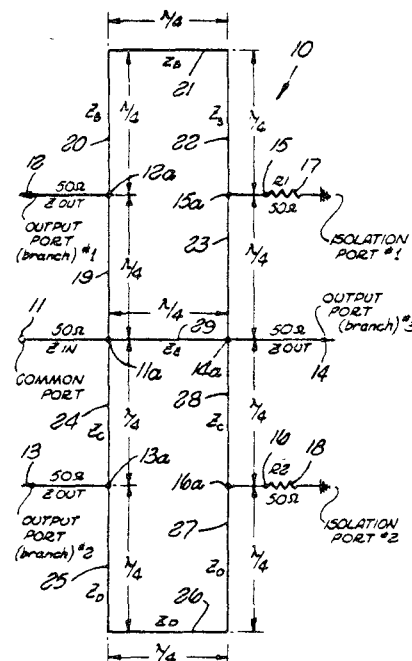 λ/4
Z_B
21
10
Z_B
λ/4
20
Z_B
λ/4
22
12
50Ω
Z OUT
12a
OUTPUT
PORT
(branch) #1
15a
15
R1
17
50Ω
ISOLATION
PORT #1
19
λ/4
23
λ/4
λ/4
29
11
50Ω
Z IN
COMMON
PORT
11a
Z_A
14a
50Ω
Z OUT
OUTPUT
PORT
(branch) #3
14
24
Z_C
λ/4
28
Z_C
λ/4
13
50Ω
Z OUT
13a
OUTPUT
PORT
(branch) #2
16a
16
R2
18
50Ω
ISOLATION
PORT #2
25
Z_D
λ/4
27
Z_D
λ/4
Z_D
26
λ/4